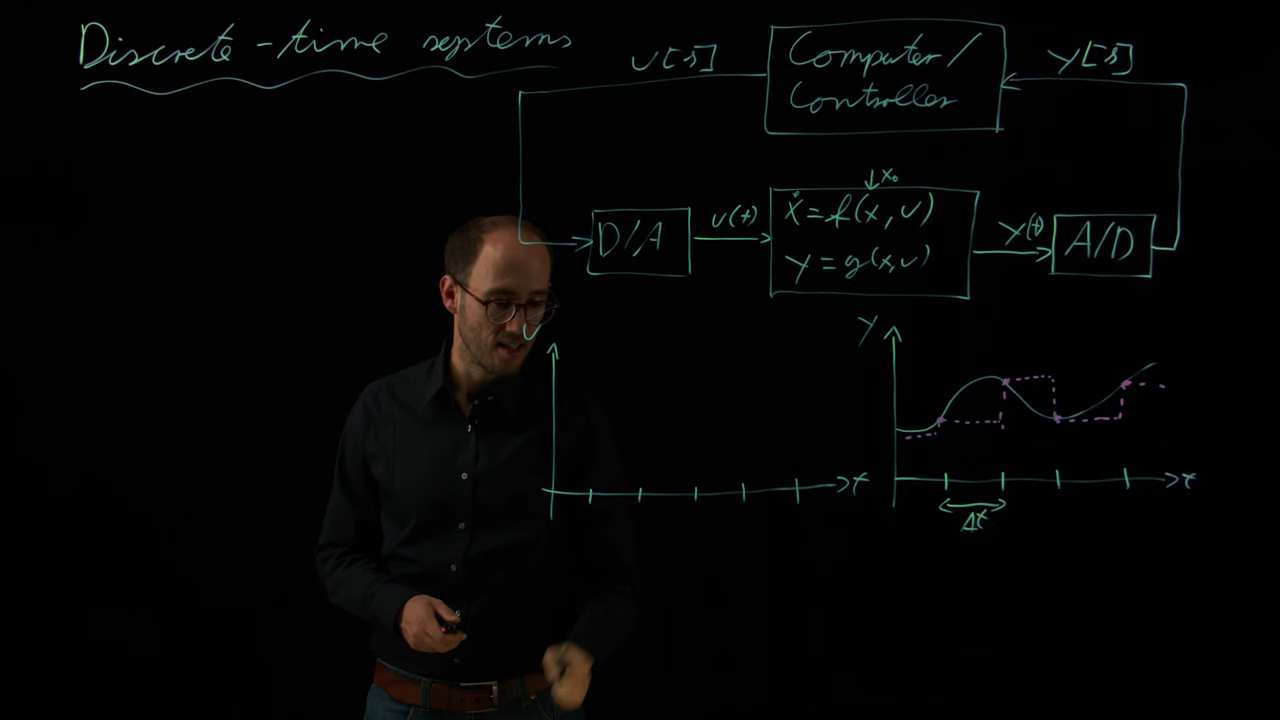 Discrete-time systems
U[s] Computer/ Y[s]
Controller
↓x₀
D/A U(t) ẋ=f(x,u) Y(t) A/D
y=g(x,u)
U
t
Y
t
Δt